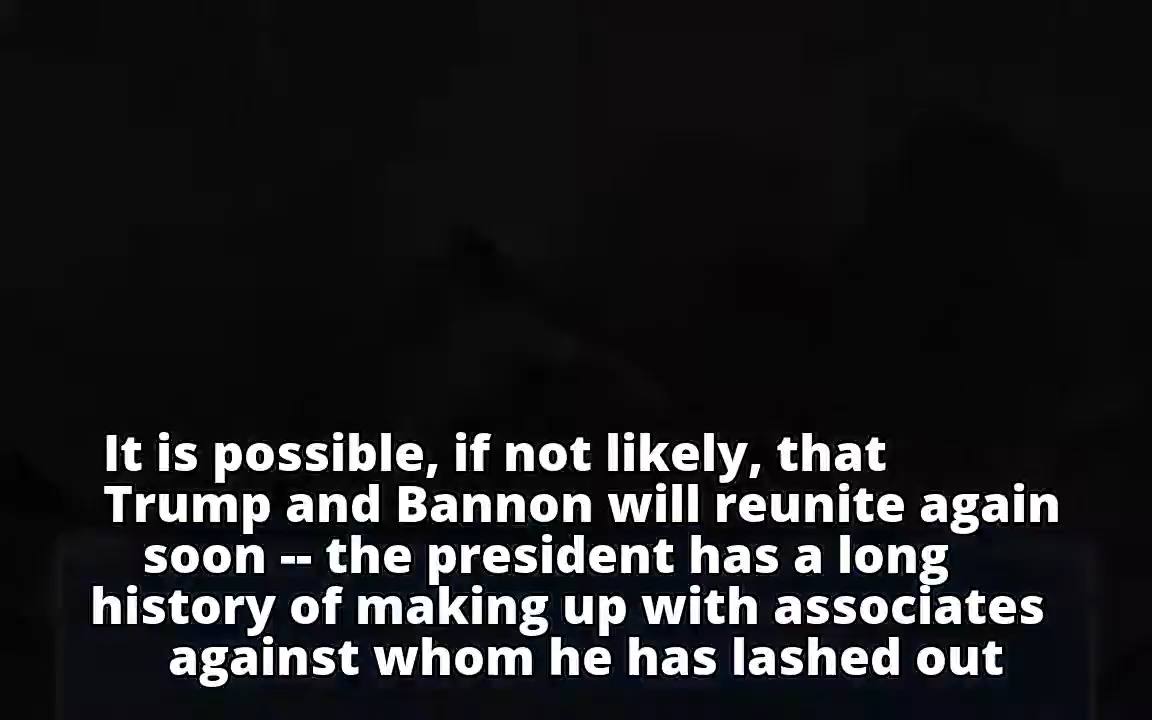 It is possible, if not likely, that
Trump and Bannon will reunite again
soon -- the president has a long
history of making up with associates
against whom he has lashed out